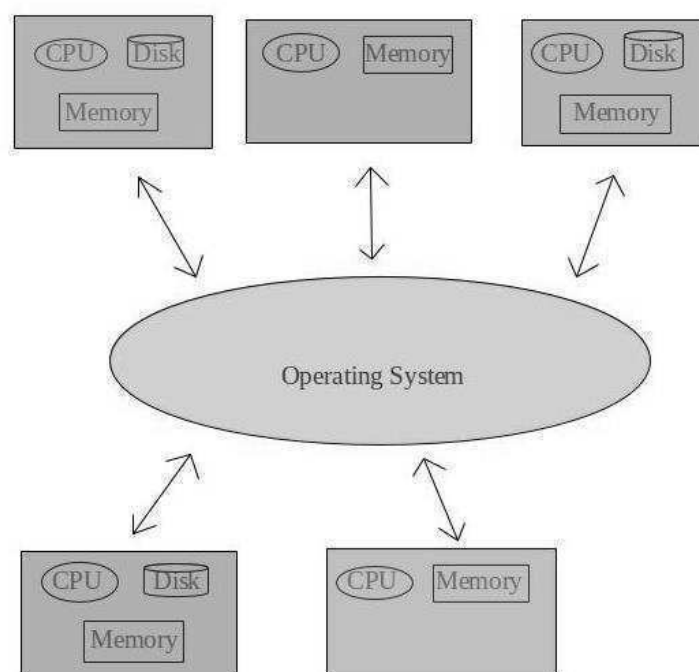 CPU Disk
Memory
CPU Memory
CPU Disk
Memory
Operating System
CPU Disk
Memory
CPU Memory